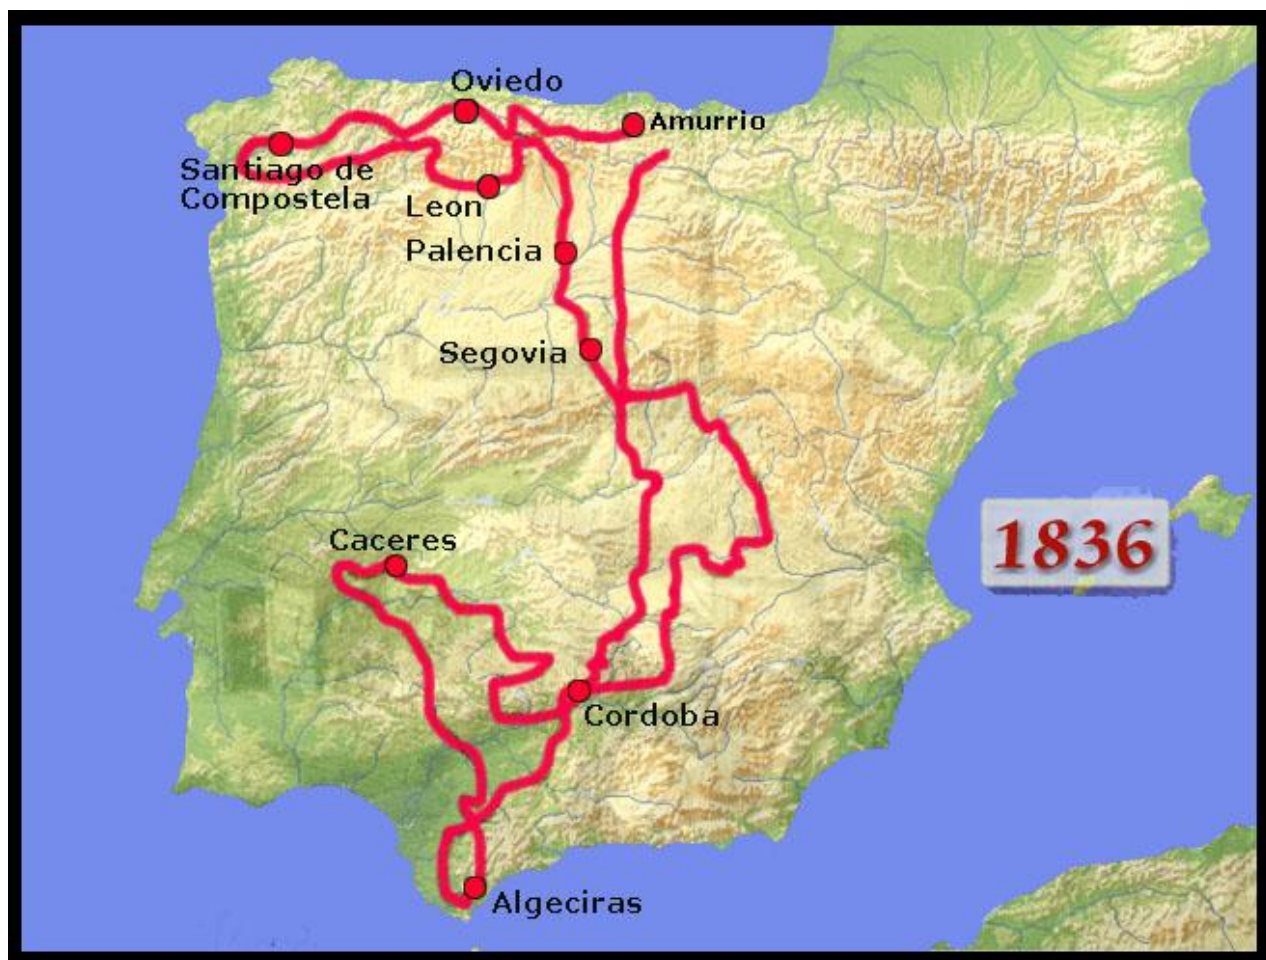 Oviedo
Amurrio
Santiago de
Compostela
Leon
Palencia
Segovia
1836
Caceres
Cordoba
Algeciras